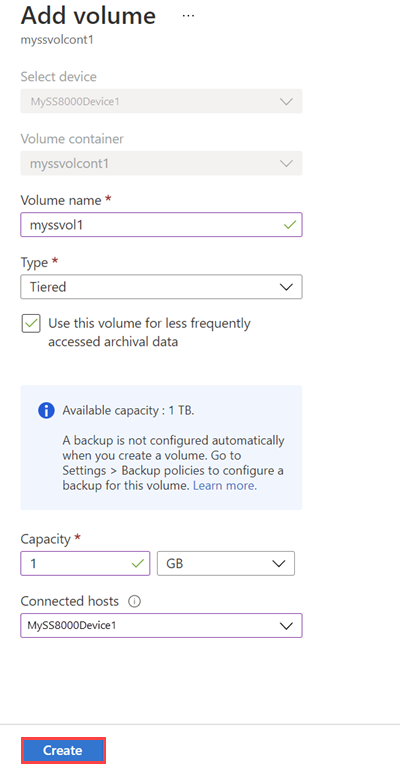 Add volume ...
myssvolcont1
Select device
MySS8000Device1
Volume container
myssvolcont1
Volume name *
myssvol1
Type *
Tiered
Use this volume for less frequently
accessed archival data
Available capacity : 1 TB.
A backup is not configured automatically
when you create a volume. Go to
Settings > Backup policies to configure a
backup for this volume. Learn more.
Capacity *
1 GB
Connected hosts
MySS8000Device1
Create